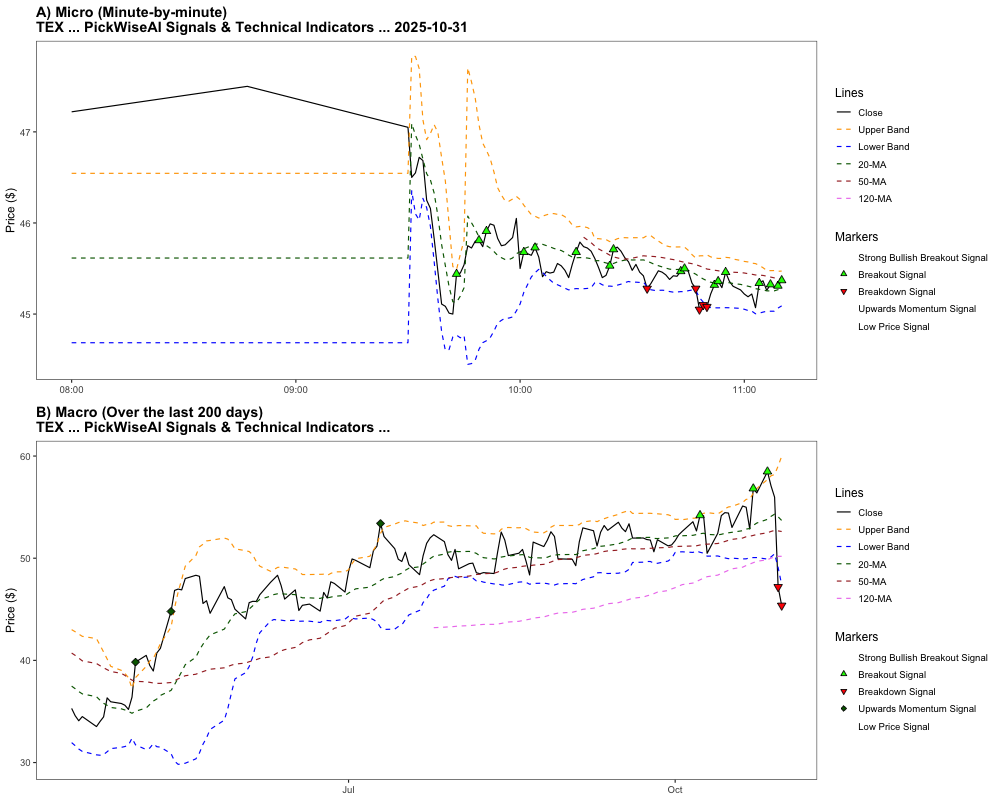 A) Micro (Minute-by-minute)
TEX ... PickWiseAI Signals & Technical Indicators ... 2025-10-31
Price ($)
47
46
45
08:00
09:00
10:00
11:00
Lines
Close
Upper Band
Lower Band
20-MA
50-MA
120-MA
Markers
Strong Bullish Breakout Signal
Breakout Signal
Breakdown Signal
Upwards Momentum Signal
Low Price Signal
B) Macro (Over the last 200 days)
TEX ... PickWiseAI Signals & Technical Indicators ...
Price ($)
60
50
40
30
Jul
Oct
Lines
Close
Upper Band
Lower Band
20-MA
50-MA
120-MA
Markers
Strong Bullish Breakout Signal
Breakout Signal
Breakdown Signal
Upwards Momentum Signal
Low Price Signal